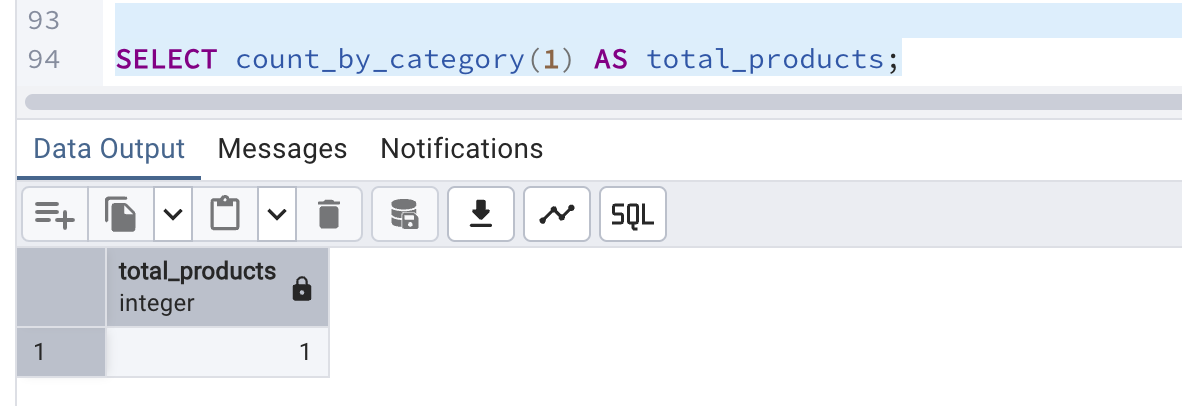 93
94 SELECT count_by_category(1) AS total_products;
Data Output Messages Notifications
SQL
total_products
integer
1 1